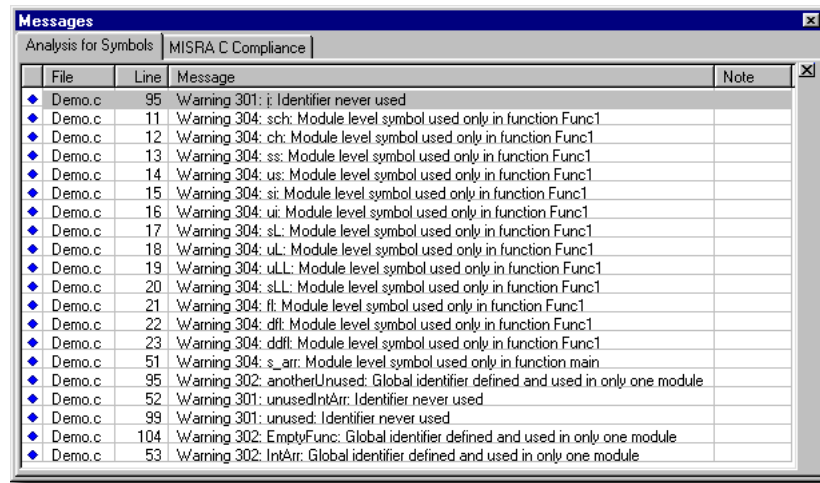 Messages
Analysis for Symbols MISRA C Compliance
File Line Message Note
Demo.c 95 Warning 301: i: Identifier never used
Demo.c 11 Warning 304: sch: Module level symbol used only in function Func1
Demo.c 12 Warning 304: ch: Module level symbol used only in function Func1
Demo.c 13 Warning 304: ss: Module level symbol used only in function Func1
Demo.c 14 Warning 304: us: Module level symbol used only in function Func1
Demo.c 15 Warning 304: si: Module level symbol used only in function Func1
Demo.c 16 Warning 304: ui: Module level symbol used only in function Func1
Demo.c 17 Warning 304: sL: Module level symbol used only in function Func1
Demo.c 18 Warning 304: uL: Module level symbol used only in function Func1
Demo.c 19 Warning 304: uLL: Module level symbol used only in function Func1
Demo.c 20 Warning 304: sLL: Module level symbol used only in function Func1
Demo.c 21 Warning 304: fl: Module level symbol used only in function Func1
Demo.c 22 Warning 304: dfl: Module level symbol used only in function Func1
Demo.c 23 Warning 304: ddfl: Module level symbol used only in function Func1
Demo.c 51 Warning 304: s_arr: Module level symbol used only in function main
Demo.c 95 Warning 302: anotherUnused: Global identifier defined and used in only one module
Demo.c 52 Warning 301: unusedIntArr: Identifier never used
Demo.c 99 Warning 301: unused: Identifier never used
Demo.c 104 Warning 302: EmptyFunc: Global identifier defined and used in only one module
Demo.c 53 Warning 302: IntArr: Global identifier defined and used in only one module